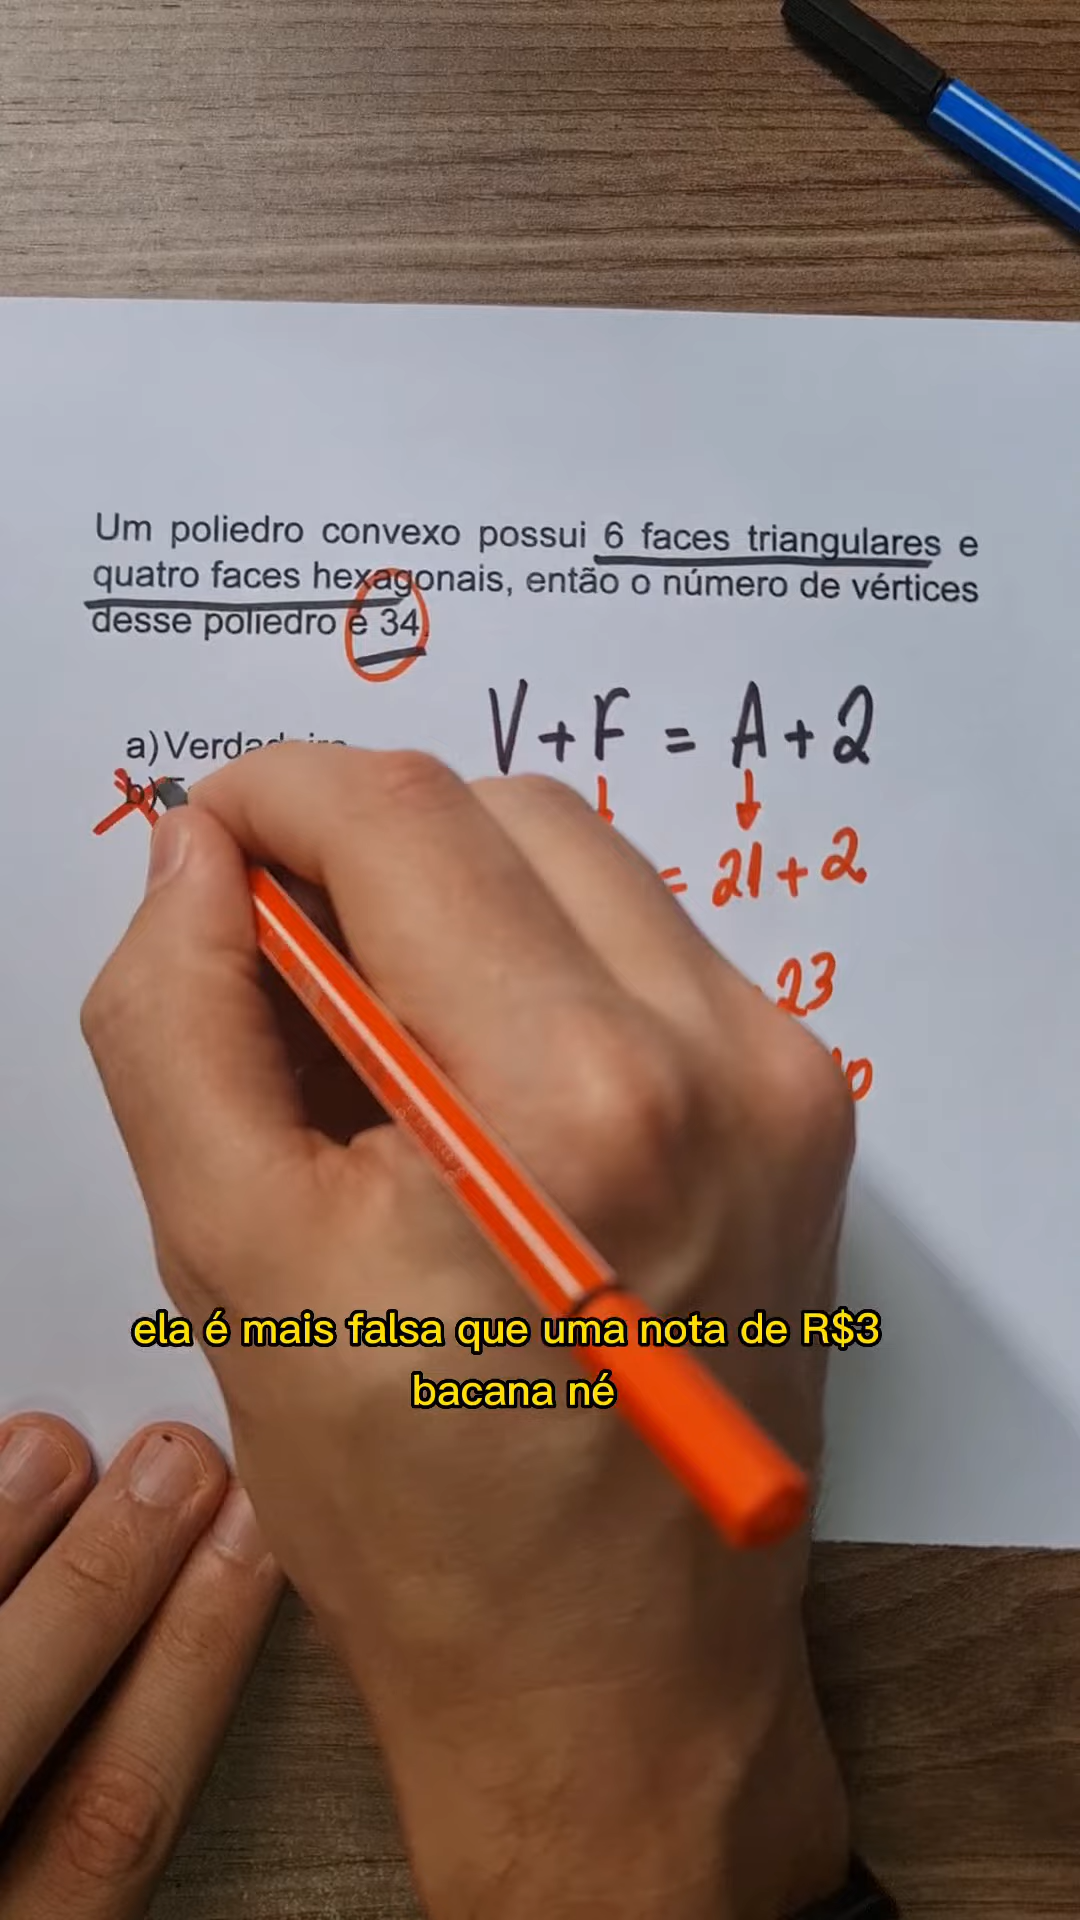 Um poliedro convexo possui 6 faces triangulares e
quatro faces hexagonais, então o número de vértices
desse poliedro é 34.
V + F = A + 2
a) Verdadeiro
b)
= 21 + 2
23
ela é mais falsa que uma nota de R$3
bacana né